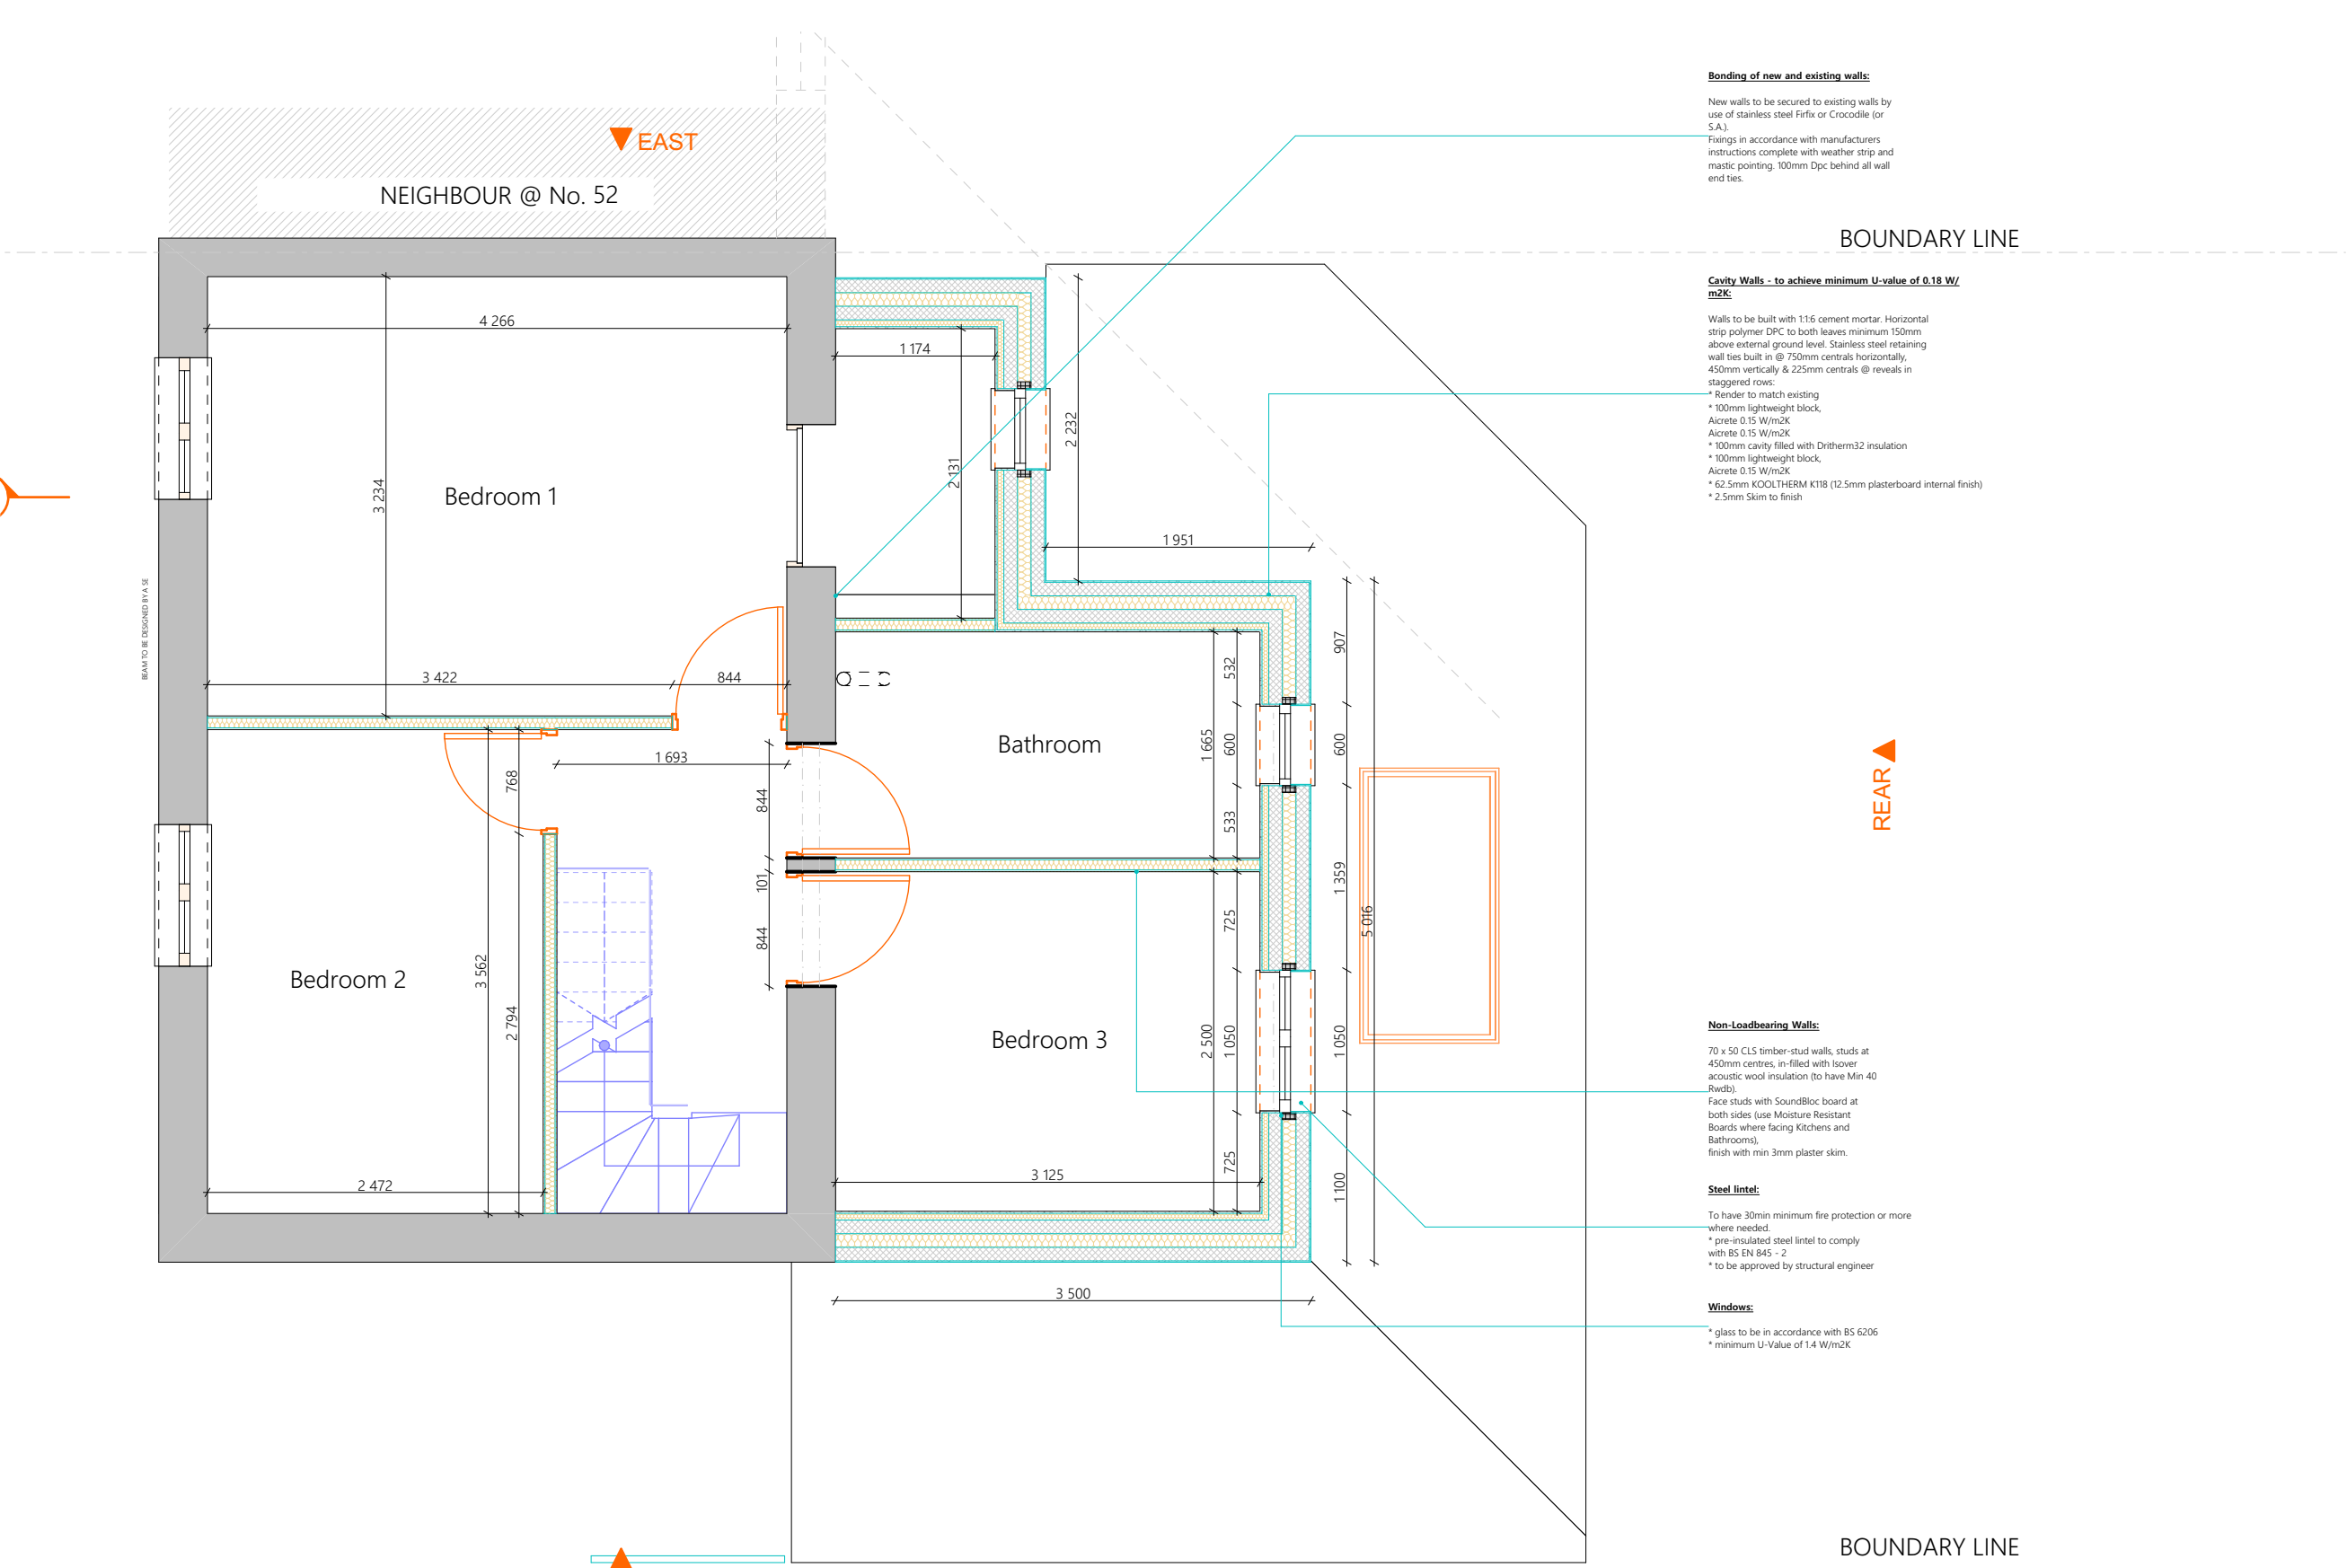 Bonding of new and existing walls:
New walls to be secured to existing walls by
use of stainless steel Firfix or Crocodile (or
S.A.).
Fixings in accordance with manufacturers
instructions complete with weather strip and
mastic pointing. 100mm Dpc behind all wall
end ties.
EAST
NEIGHBOUR @ No. 52
BOUNDARY LINE
Cavity Walls - to achieve minimum U-value of 0.18 W/
m2K:
Walls to be built with 1:1:6 cement mortar. Horizontal
strip polymer DPC to both leaves minimum 150mm
above external ground level. Stainless steel retaining
wall ties built in @ 750mm centrals horizontally,
450mm vertically & 225mm centrals @ reveals in
staggered rows:
* Render to match existing
* 100mm lightweight block,
Aicrete 0.15 W/m2K
Aicrete 0.15 W/m2K
* 100mm cavity filled with Dritherm32 insulation
* 100mm lightweight block,
Aicrete 0.15 W/m2K
* 62.5mm KOOLTHERM K118 (12.5mm plasterboard internal finish)
* 2.5mm Skim to finish
4 266
1 174
2 232
2 131
3 234
Bedroom 1
1 951
BEAM TO BE DESIGNED BY A SE
3 422
844
532
907
1 693
768
844
Bathroom
1 665
600
600
REAR
533
101
1 359
844
725
5 016
3 562
Bedroom 2
2 794
Bedroom 3
2 500
1 050
1 050
725
1 100
3 125
2 472
3 500
Non-Loadbearing Walls:
70 x 50 CLS timber-stud walls, studs at
450mm centres, in-filled with Isover
acoustic wool insulation (to have Min 40
Rwdb).
Face studs with SoundBloc board at
both sides (use Moisture Resistant
Boards where facing Kitchens and
Bathrooms),
finish with min 3mm plaster skim.
Steel lintel:
To have 30min minimum fire protection or more
where needed.
* pre-insulated steel lintel to comply
with BS EN 845 - 2
* to be approved by structural engineer
Windows:
* glass to be in accordance with BS 6206
* minimum U-Value of 1.4 W/m2K
BOUNDARY LINE